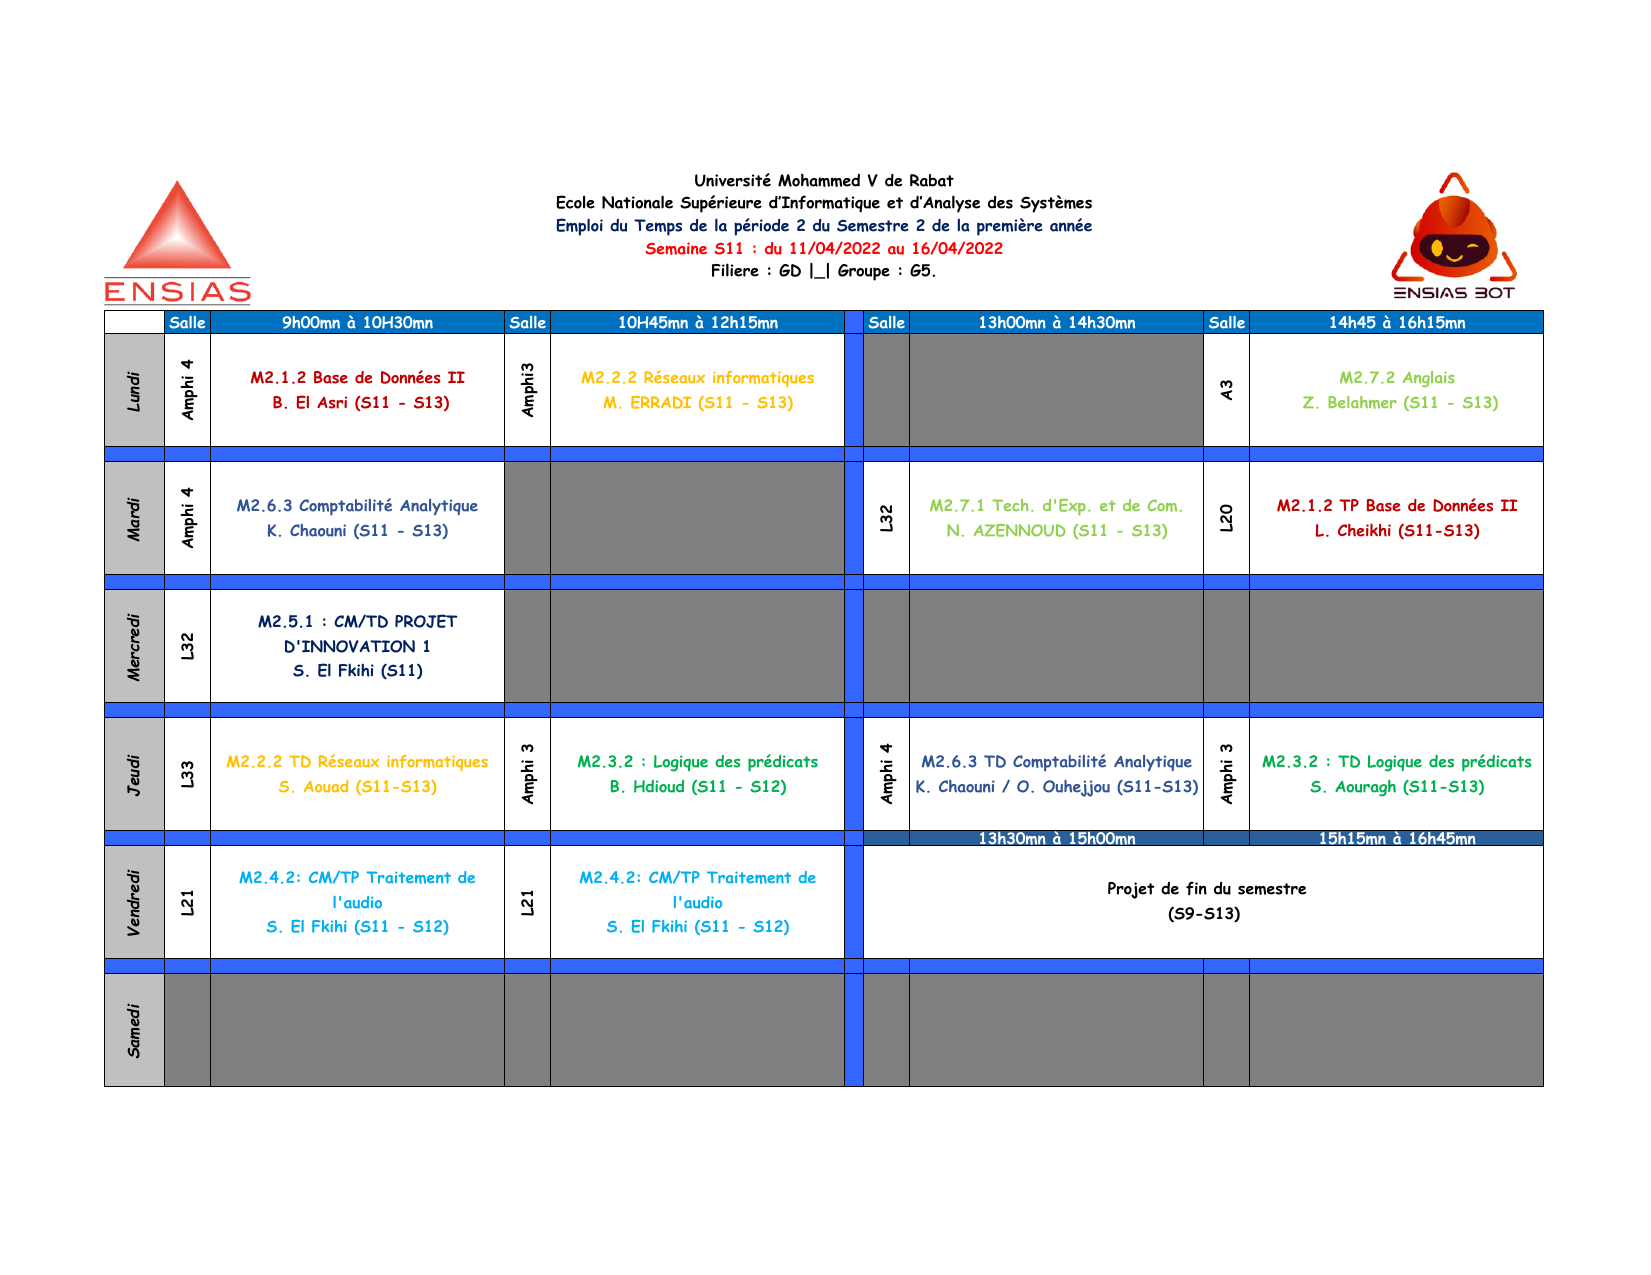 Université Mohammed V de Rabat
Ecole Nationale Supérieure d’Informatique et d’Analyse des Systèmes
Emploi du Temps de la période 2 du Semestre 2 de la première année
Semaine S11 : du 11/04/2022 au 16/04/2022
Filiere : GD |_| Groupe : G5.
ENSIAS
ENSIAS BOT
Salle
9h00mn à 10H30mn
Salle
10H45mn à 12h15mn
Salle
13h00mn à 14h30mn
Salle
14h45 à 16h15mn
Lundi
Amphi 4
M2.1.2 Base de Données II
B. El Asri (S11 - S13)
Amphi3
M2.2.2 Réseaux informatiques
M. ERRADI (S11 - S13)
A3
M2.7.2 Anglais
Z. Belahmer (S11 - S13)
Mardi
Amphi 4
M2.6.3 Comptabilité Analytique
K. Chaouni (S11 - S13)
L32
M2.7.1 Tech. d'Exp. et de Com.
N. AZENNOUD (S11 - S13)
L20
M2.1.2 TP Base de Données II
L. Cheikhi (S11-S13)
Mercredi
L32
M2.5.1 : CM/TD PROJET
D'INNOVATION 1
S. El Fkihi (S11)
Jeudi
L33
M2.2.2 TD Réseaux informatiques
S. Aouad (S11-S13)
Amphi 3
M2.3.2 : Logique des prédicats
B. Hdioud (S11 - S12)
Amphi 4
M2.6.3 TD Comptabilité Analytique
K. Chaouni / O. Ouhejjou (S11-S13)
Amphi 3
M2.3.2 : TD Logique des prédicats
S. Aouragh (S11-S13)
13h30mn à 15h00mn
15h15mn à 16h45mn
Vendredi
L21
M2.4.2: CM/TP Traitement de
l'audio
S. El Fkihi (S11 - S12)
L21
M2.4.2: CM/TP Traitement de
l'audio
S. El Fkihi (S11 - S12)
Projet de fin du semestre
(S9-S13)
Samedi